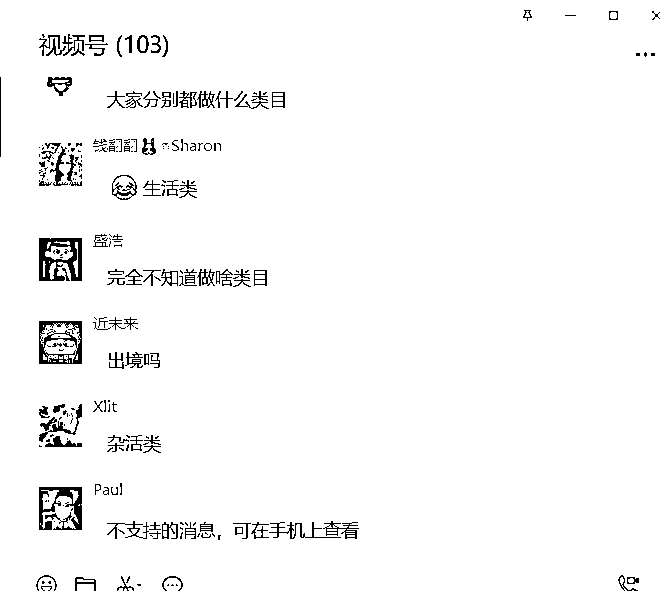 视频号 (103)
大家分别都做什么类目
钱翻翻 Sharon
生活类
盛浩
完全不知道做啥类目
近未来
出境吗
Xlit
杂活类
Paul
不支持的消息，可在手机上查看